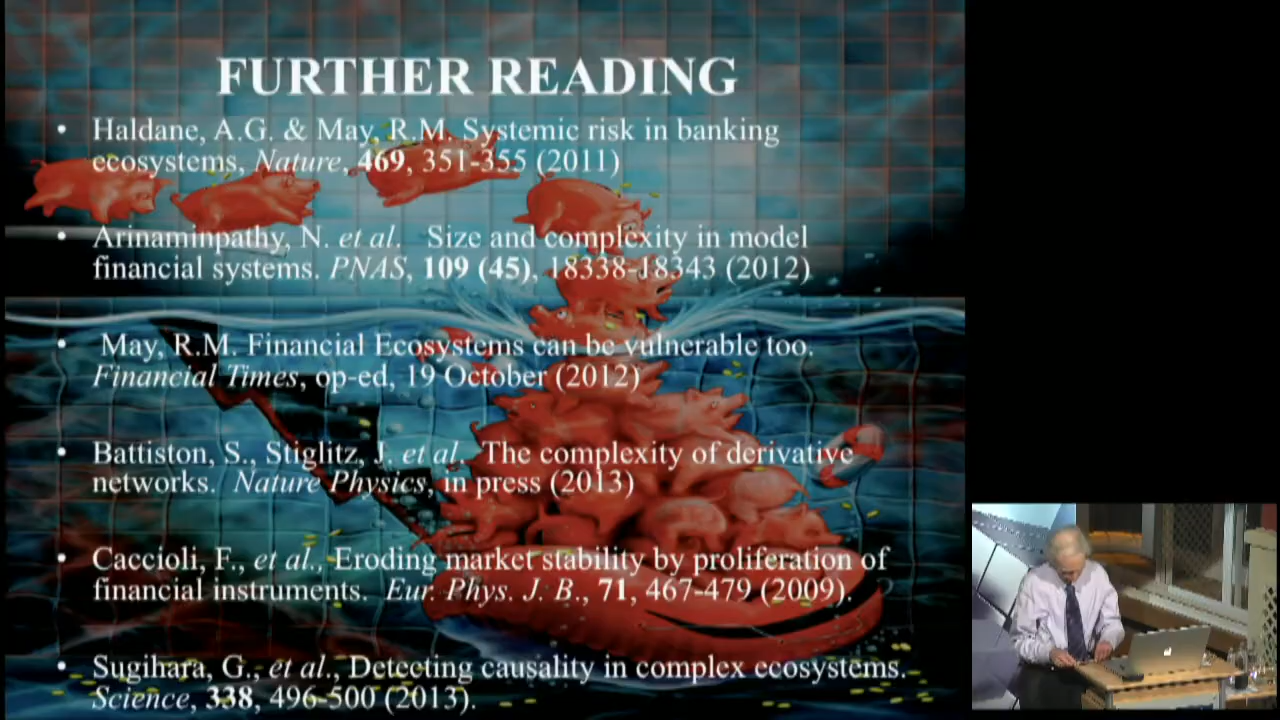 FURTHER READING
• Haldane, A.G. & May, R.M. Systemic risk in banking
ecosystems, Nature, 469, 351-355 (2011)
• Arinaminpathy, N. et al. Size and complexity in model
financial systems. PNAS, 109 (45), 18338-18343 (2012)
• May, R.M. Financial Ecosystems can be vulnerable too.
Financial Times, op-ed, 19 October (2012)
• Battiston, S., Stiglitz, J. et al. The complexity of derivative
networks. Nature Physics, in press (2013)
• Caccioli, F., et al., Eroding market stability by proliferation of
financial instruments. Eur. Phys. J. B., 71, 467-479 (2009).
• Sugihara, G., et al., Detecting causality in complex ecosystems.
Science, 338, 496-500 (2013).